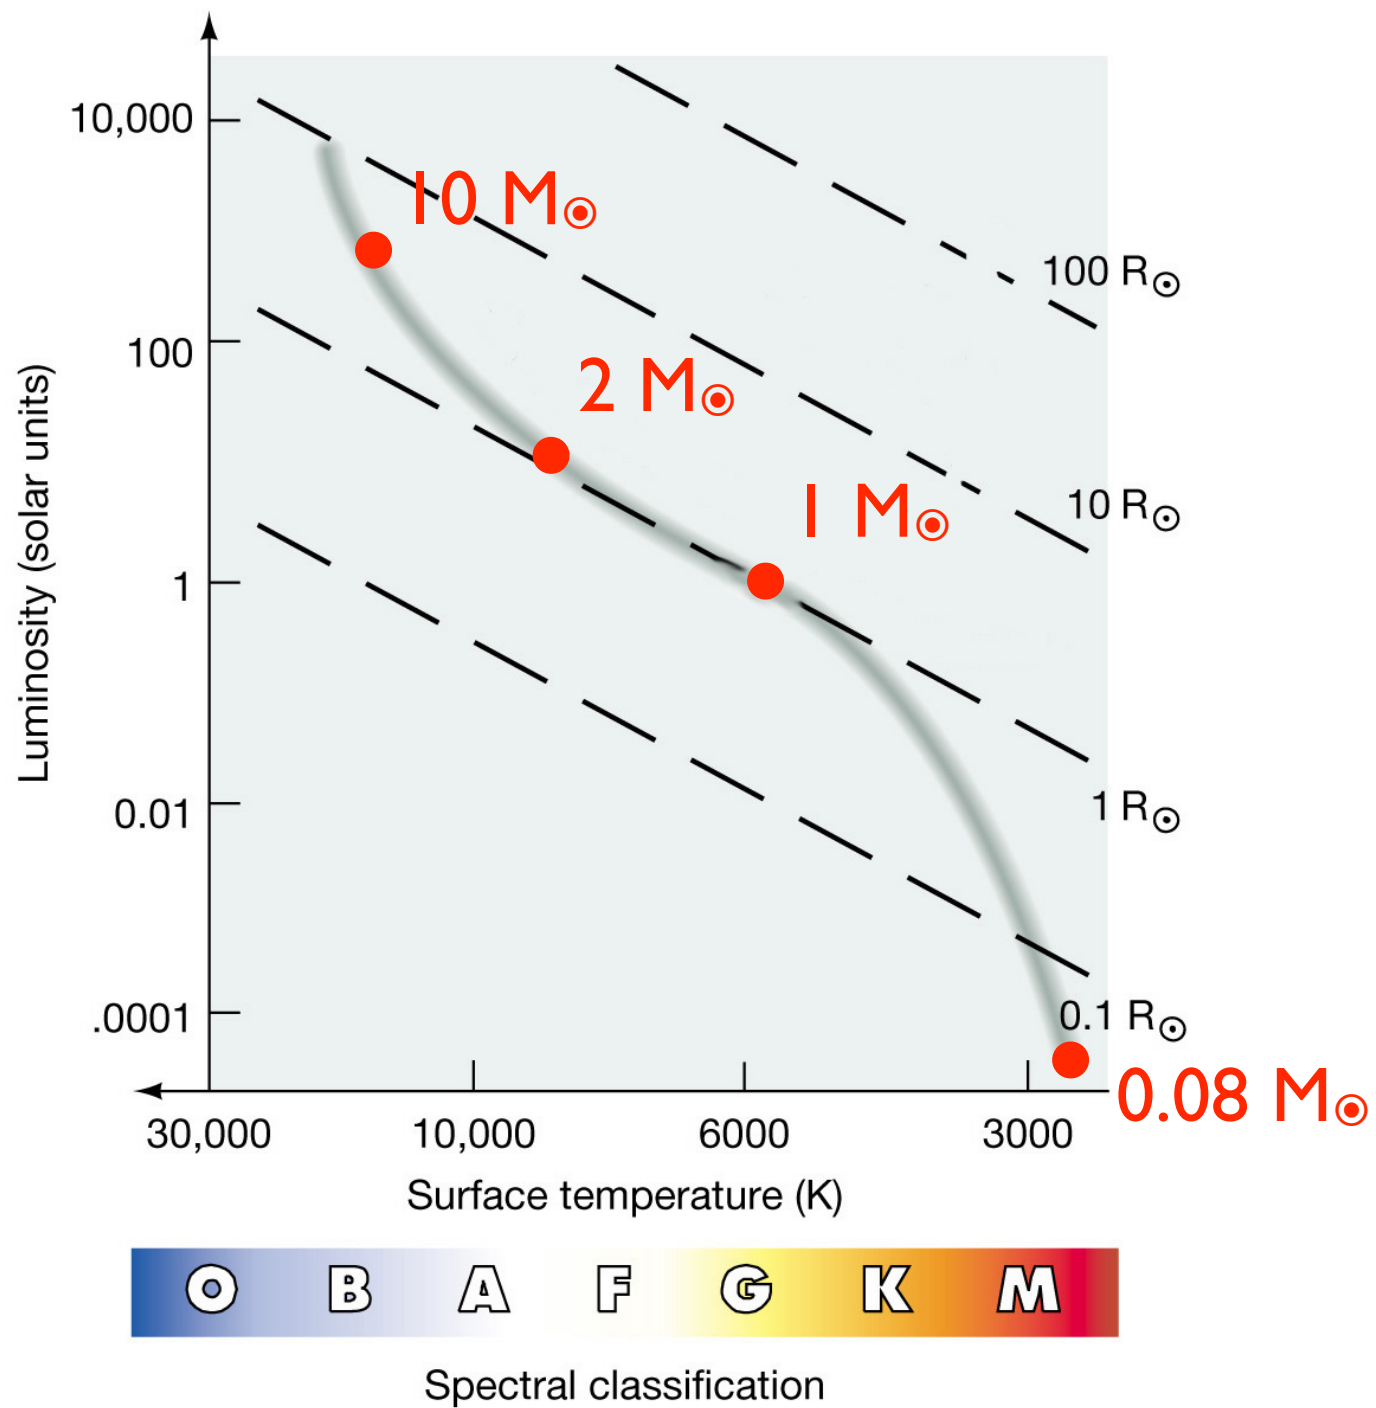 10,000
10 M☉
100 R☉
100
2 M☉
1 M☉
10 R☉
1
0.01
1 R☉
.0001
0.1 R☉
0.08 M☉
30,000 10,000 6000 3000
Luminosity (solar units)
Surface temperature (K)
O B A F G K M
Spectral classification